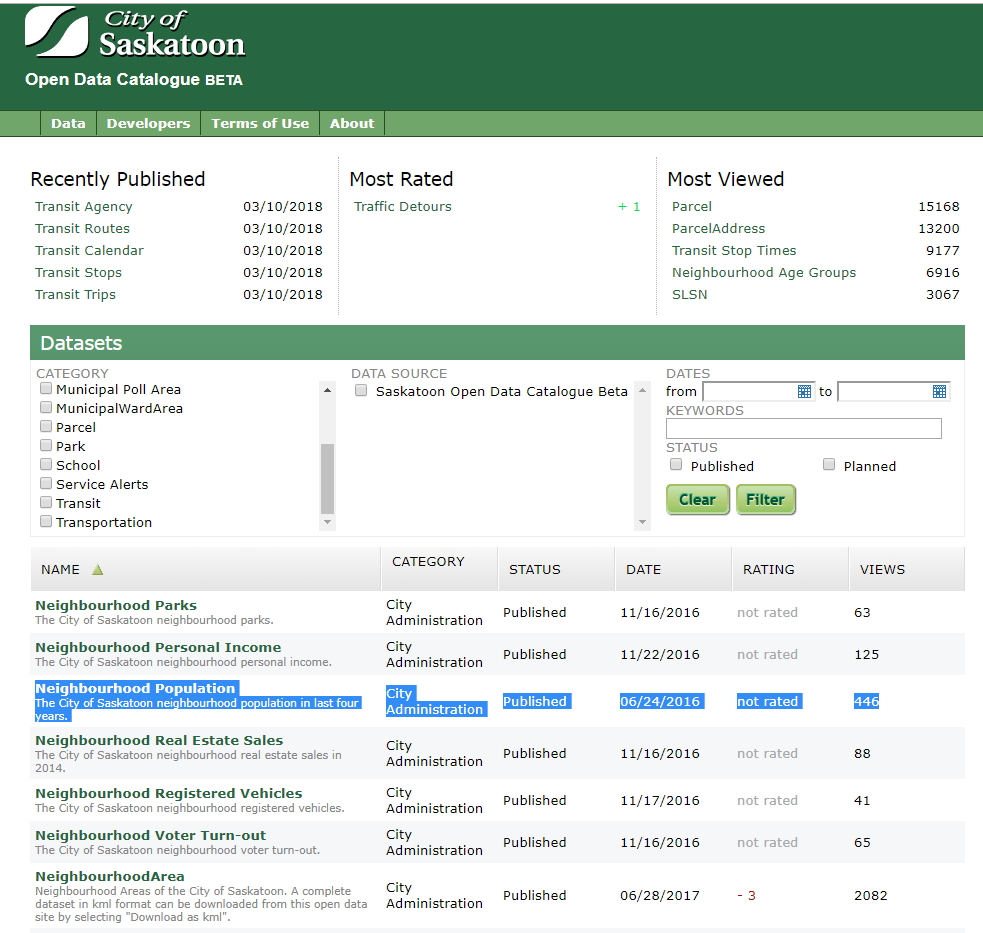 City of
Saskatoon
Open Data Catalogue BETA
Data Developers Terms of Use About
Recently Published
Transit Agency 03/10/2018
Transit Routes 03/10/2018
Transit Calendar 03/10/2018
Transit Stops 03/10/2018
Transit Trips 03/10/2018
Most Rated
Traffic Detours + 1
Most Viewed
Parcel 15168
ParcelAddress 13200
Transit Stop Times 9177
Neighbourhood Age Groups 6916
SLSN 3067
Datasets
CATEGORY
Municipal Poll Area
MunicipalWardArea
Parcel
Park
School
Service Alerts
Transit
Transportation
DATA SOURCE
Saskatoon Open Data Catalogue Beta
DATES
from to
KEYWORDS
STATUS
Published Planned
Clear Filter
NAME CATEGORY STATUS DATE RATING VIEWS
Neighbourhood Parks
The City of Saskatoon neighbourhood parks.
City
Administration
Published 11/16/2016 not rated 63
Neighbourhood Personal Income
The City of Saskatoon neighbourhood personal income.
City
Administration
Published 11/22/2016 not rated 125
Neighbourhood Population
The City of Saskatoon neighbourhood population in last four
years.
City
Administration
Published 06/24/2016 not rated 446
Neighbourhood Real Estate Sales
The City of Saskatoon neighbourhood real estate sales in
2014.
City
Administration
Published 11/16/2016 not rated 88
Neighbourhood Registered Vehicles
The City of Saskatoon neighbourhood registered vehicles.
City
Administration
Published 11/17/2016 not rated 41
Neighbourhood Voter Turn-out
The City of Saskatoon neighbourhood voter turn-out.
City
Administration
Published 11/16/2016 not rated 65
NeighbourhoodArea
Neighbourhood Areas of the City of Saskatoon. A complete
dataset in kml format can be downloaded from this open data
site by selecting "Download as kml".
City
Administration
Published 06/28/2017 - 3 2082